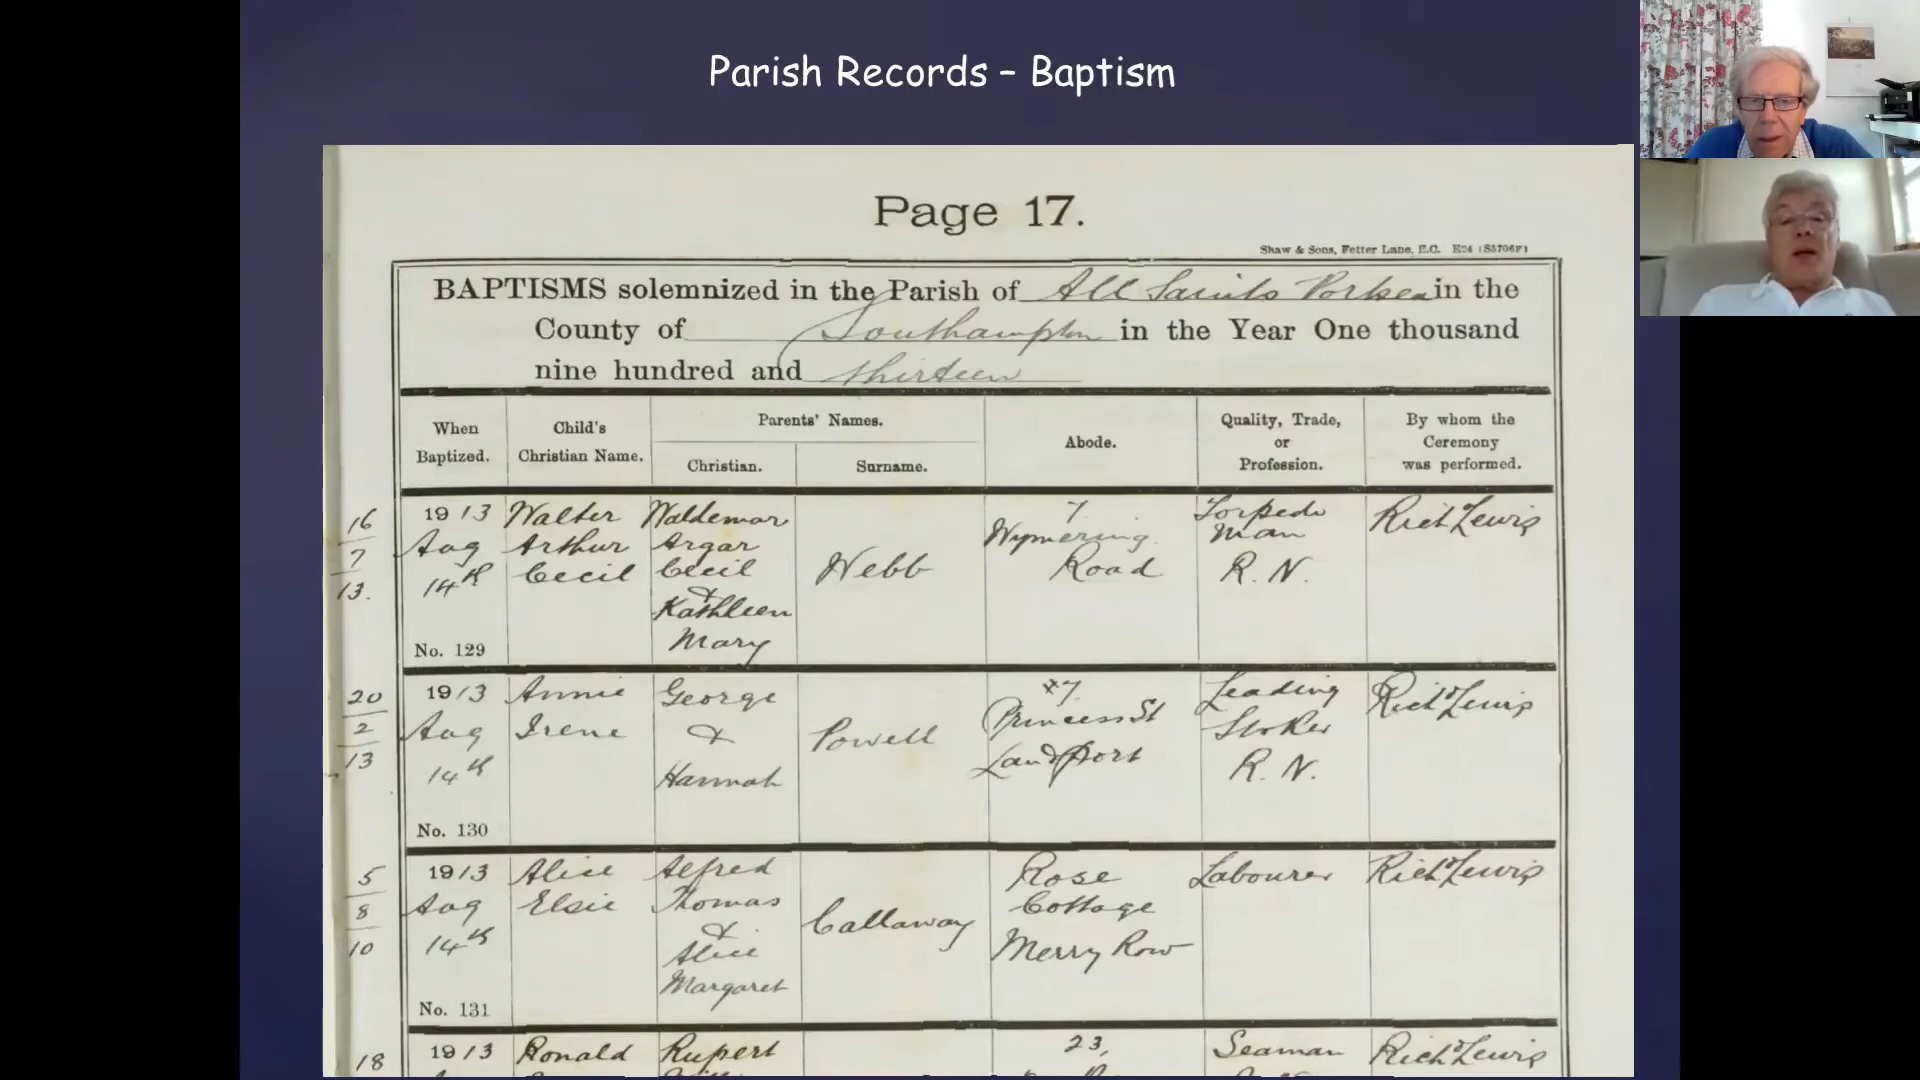 Parish Records – Baptism
Page 17.
Shaw & Sons, Fetter Lane, E.C. E24 (S5706F)
BAPTISMS solemnized in the Parish of All Saints Portsea in the
County of Southampton in the Year One thousand
nine hundred and thirteen
When Baptized.
Child's Christian Name.
Parents' Names.
Christian.
Surname.
Abode.
Quality, Trade, or Profession.
By whom the Ceremony was performed.
16 7 13.
1913 Aug 14th No. 129
Walter Arthur Cecil
Waldemar Argar Cecil & Kathleen Mary
Webb
7 Wymering Road
Torpedo Man R.N.
Richd Lewis
20 2 13
1913 Aug 14th No. 130
Annie Irene
George & Hannah
Powell
7 Princess St Landport
Leading Stoker R.N.
Richd Lewis
5 8 10
1913 Aug 14th No. 131
Alice Elsie
Alfred Thomas & Alice Margaret
Callaway
Rose Cottage Merry Row
Labourer
Richd Lewis
18
1913
Ronald
Rupert
23,
Seaman
Richd Lewis